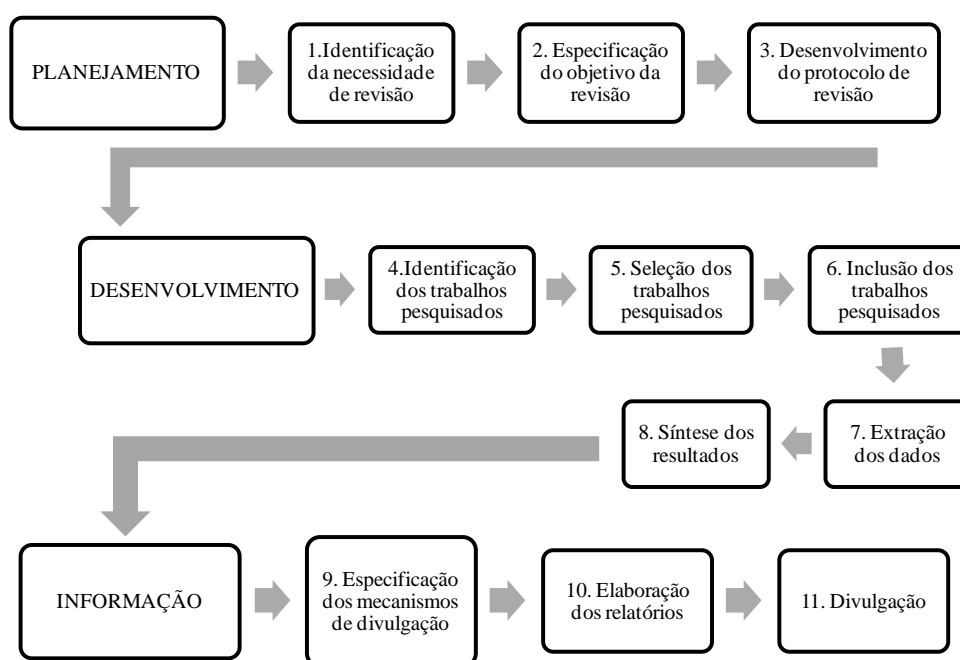 PLANEJAMENTO
1.Identificação
da necessidade
de revisão
2. Especificação
do objetivo da
revisão
3. Desenvolvimento
do protocolo de
revisão
DESENVOLVIMENTO
4.Identificação
dos trabalhos
pesquisados
5. Seleção dos
trabalhos
pesquisados
6. Inclusão dos
trabalhos
pesquisados
7. Extração
dos dados
8. Síntese dos
resultados
INFORMAÇÃO
9. Especificação
dos mecanismos
de divulgação
10. Elaboração
dos relatórios
11. Divulgação